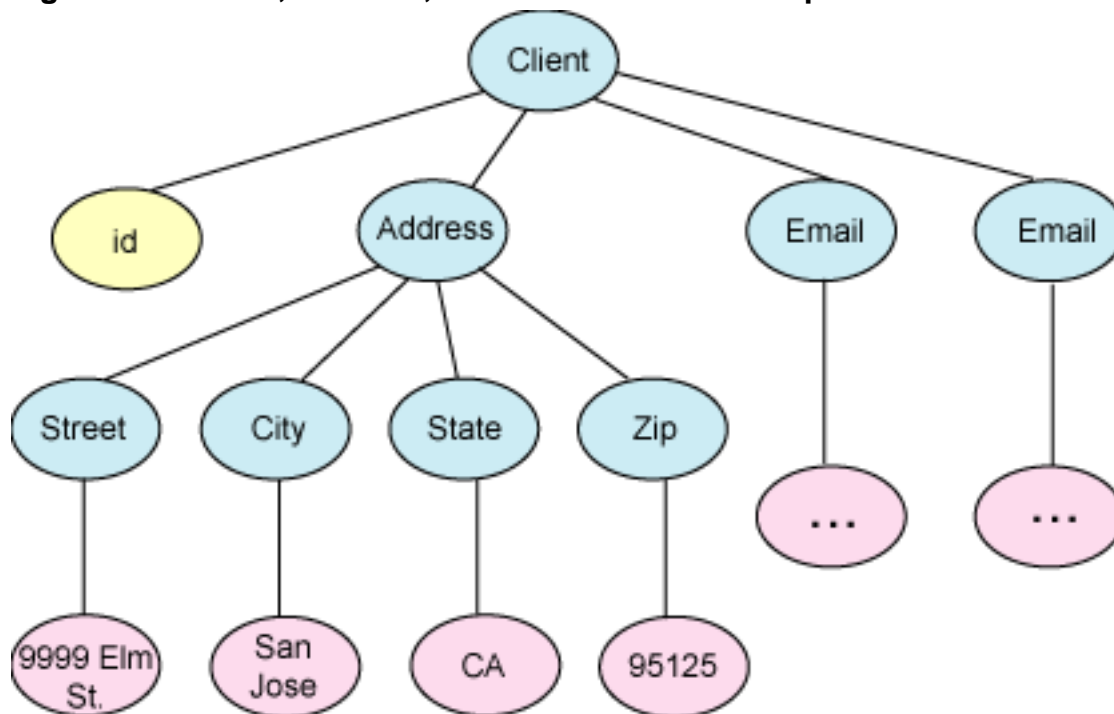 Client
id
Address
Email
Email
Street
City
State
Zip
...
...
9999 Elm
St.
San
Jose
CA
95125